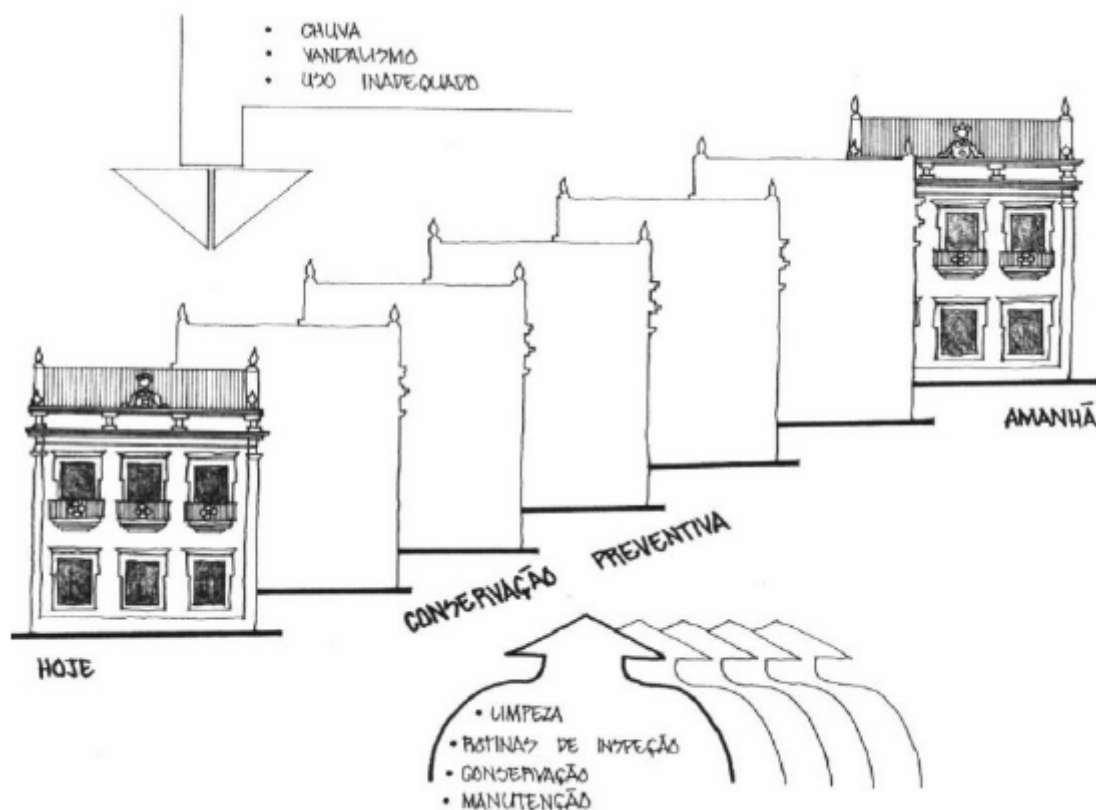 • CHUVA
• VANDALISMO
• USO INADEQUADO
AMANHÃ
CONSERVAÇÃO PREVENTIVA
HOJE
• LIMPEZA
• ROTINAS DE INSPEÇÃO
• CONSERVAÇÃO
• MANUTENÇÃO